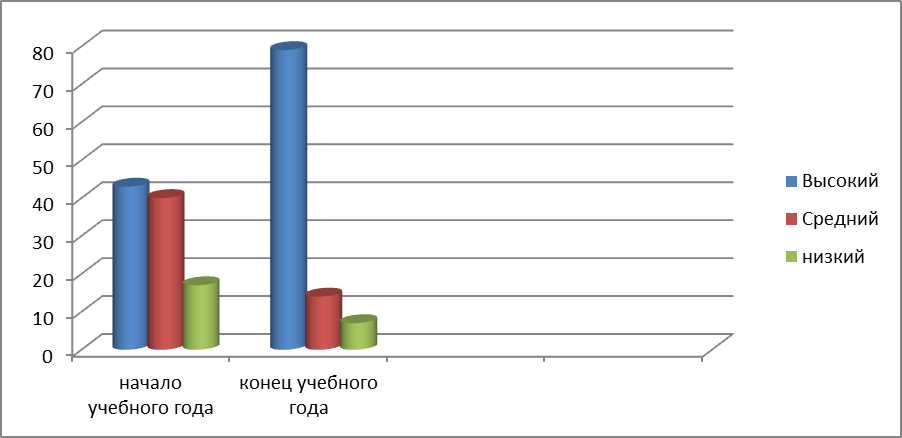 80
70
60
50
40
30
20
10
0
начало
учебного года
конец учебного
года
Высокий
Средний
низкий